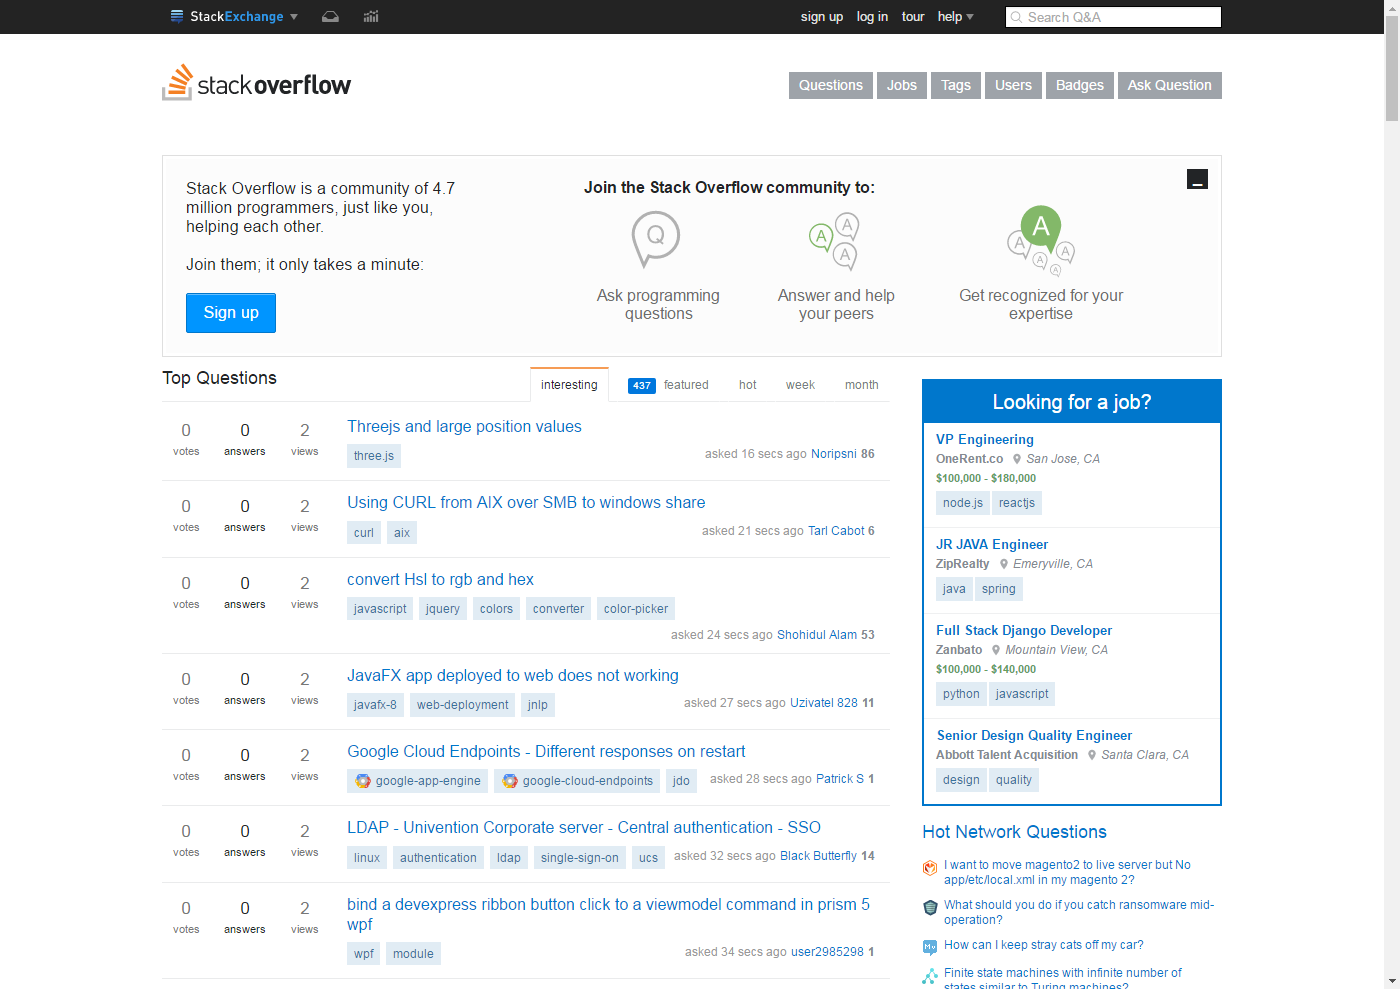 StackExchange
sign up log in tour help
Search Q&A
stackoverflow
Questions Jobs Tags Users Badges Ask Question
Stack Overflow is a community of 4.7
million programmers, just like you,
helping each other.
Join them; it only takes a minute:
Sign up
Join the Stack Overflow community to:
Q
Ask programming
questions
A A A
Answer and help
your peers
A A A A A
Get recognized for your
expertise
Top Questions
interesting 437 featured hot week month
0 0 2 Threejs and large position values
votes answers views
three.js
asked 16 secs ago Noripsni 86
0 0 2 Using CURL from AIX over SMB to windows share
votes answers views
curl aix
asked 21 secs ago Tarl Cabot 6
0 0 2 convert Hsl to rgb and hex
votes answers views
javascript jquery colors converter color-picker
asked 24 secs ago Shohidul Alam 53
0 0 2 JavaFX app deployed to web does not working
votes answers views
javafx-8 web-deployment jnlp
asked 27 secs ago Uzivatel 828 11
0 0 2 Google Cloud Endpoints - Different responses on restart
votes answers views
google-app-engine google-cloud-endpoints jdo
asked 28 secs ago Patrick S 1
0 0 2 LDAP - Univention Corporate server - Central authentication - SSO
votes answers views
linux authentication ldap single-sign-on ucs
asked 32 secs ago Black Butterfly 14
0 0 2 bind a devexpress ribbon button click to a viewmodel command in prism 5
votes answers views
wpf
wpf module
asked 34 secs ago user2985298 1
Looking for a job?
VP Engineering
OneRent.co San Jose, CA
$100,000 - $180,000
node.js reactjs
JR JAVA Engineer
ZipRealty Emeryville, CA
java spring
Full Stack Django Developer
Zanbato Mountain View, CA
$100,000 - $140,000
python javascript
Senior Design Quality Engineer
Abbott Talent Acquisition Santa Clara, CA
design quality
Hot Network Questions
I want to move magento2 to live server but No
app/etc/local.xml in my magento 2?
What should you do if you catch ransomware mid-
operation?
How can I keep stray cats off my car?
Finite state machines with infinite number of
states similar to Turing machines?